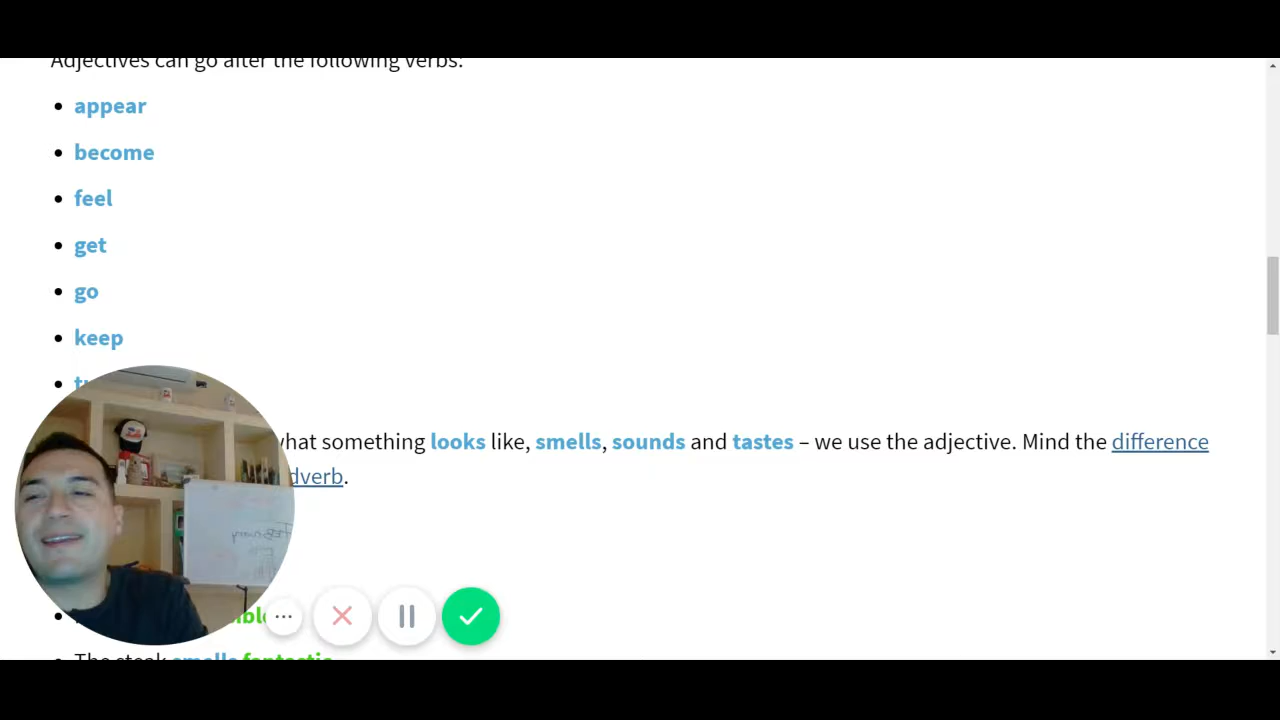 Adjectives can go after the following verbs:
appear
become
feel
get
go
keep
what something looks like, smells, sounds and tastes – we use the adjective. Mind the difference
dverb.
The steak smells fantastic